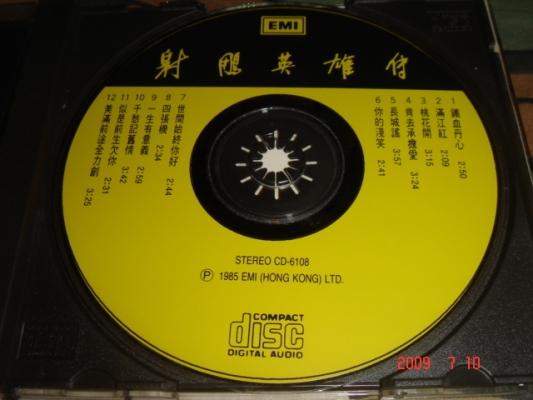 EMI
射鵰英雄傳
1 鐵血丹心 2:50
2 滿江紅 2:09
3 桃花開 3:15
4 肯去承擔愛 3:24
5 長城謠 3:57
6 你的淺笑 2:41
7 世間始終你好 2:44
8 四張機
9 一生有意義 2:34
10 千愁記舊情 2:59
11 似是前生欠你 2:31
12 美滿前途全力創 3:25
STEREO CD-6108
Ⓟ 1985 EMI (HONG KONG) LTD.
COMPACT
disc
DIGITAL AUDIO
2009 7 10